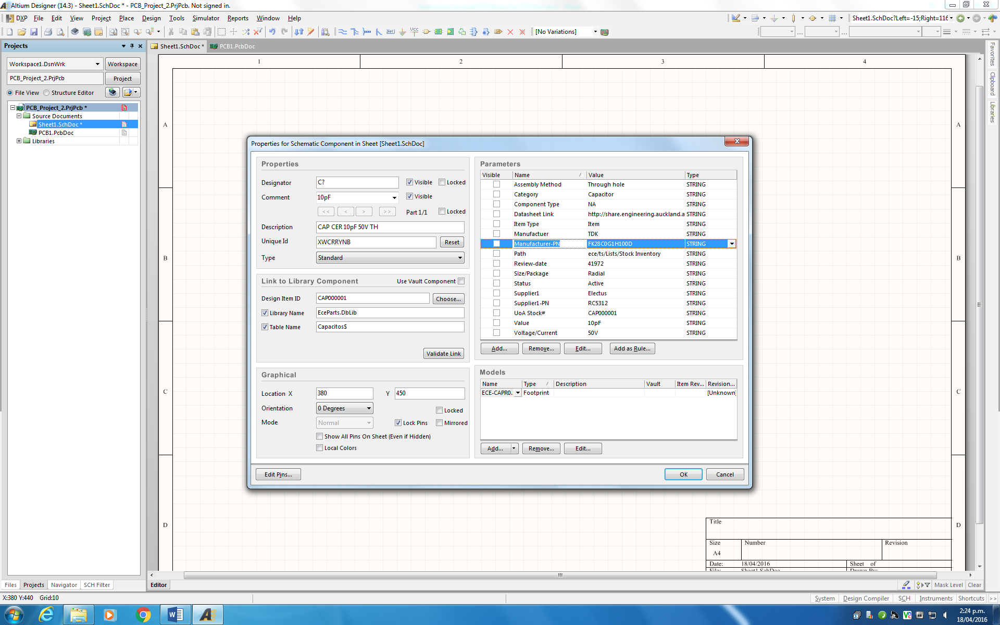 Altium Designer (14.3) - Sheet1.SchDoc * - PCB_Project_2.PrjPcb. Not signed in.
DXP File Edit View Project Place Design Tools Simulator Reports Window Help
Sheet1.SchDoc?Left=-15;Right=116
[No Variations]
Projects
Sheet1.SchDoc *
PCB1.PcbDoc
Workspace1.DsnWrk
Workspace
PCB_Project_2.PrjPcb
Project
File View
Structure Editor
PCB_Project_2.PrjPcb *
Source Documents
Sheet1.SchDoc *
PCB1.PcbDoc
Libraries
1 2 3 4
A A
B B
C C
D D
Favorites
Clipboard
Libraries
Properties for Schematic Component in Sheet [Sheet1.SchDoc]
Properties
Designator C? Visible Locked
Comment 10pF Visible
<< < > >> Part 1/1 Locked
Description CAP CER 10pF 50V TH
Unique Id XWCRRYNB Reset
Type Standard
Link to Library Component Use Vault Component
Design Item ID CAP000001 Choose...
Library Name EceParts.DbLib
Table Name Capacitos$
Validate Link
Graphical
Location X 380 Y 450
Orientation 0 Degrees Locked
Mode Normal Lock Pins Mirrored
Show All Pins On Sheet (Even if Hidden)
Local Colors
Parameters
Visible Name / Value Type
Assembly Method Through hole STRING
Category Capacitor STRING
Component Type NA STRING
Datasheet Link http://share.engineering.auckland.a STRING
Item Type Item STRING
Manufactuer TDK STRING
Manufacturer-PN FK28C0G1H100D STRING
Path ece/ts/Lists/Stock Inventory STRING
Review-date 41972 STRING
Size/Package Radial STRING
Status Active STRING
Supplier1 Electus STRING
Supplier1-PN RC5312 STRING
UoA Stock# CAP000001 STRING
Value 10pF STRING
Voltage/Current 50V STRING
Add... Remove... Edit... Add as Rule...
Models
Name Type / Description Vault Item Rev... Revision...
ECE-CAPR0.. Footprint [Unknown]
Add... Remove... Edit...
Edit Pins... OK Cancel
Title
Size Number Revision
A4
Date: 18/04/2016 Sheet of
File: Sheet1.SchDoc Drawn By:
Files Projects Navigator SCH Filter
Editor
Mask Level Clear
X:380 Y:440 Grid:10
System Design Compiler SCH Instruments Shortcuts >>
2:24 p.m.
18/04/2016